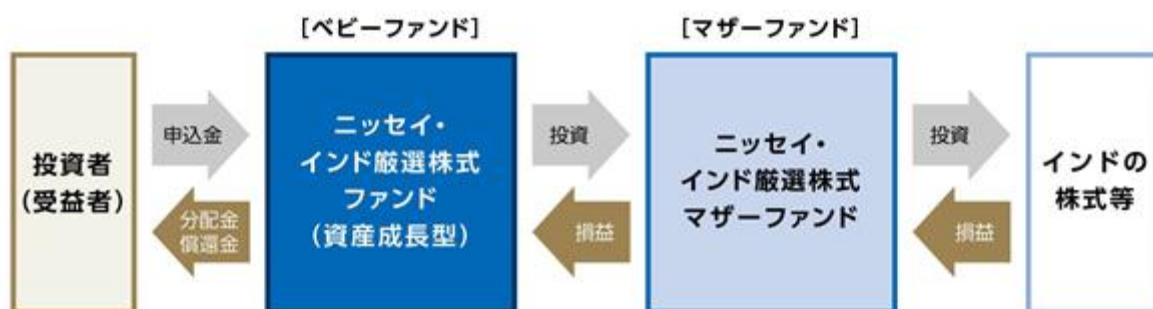 ［ベビーファンド］
［マザーファンド］
投資者
（受益者）
申込金
分配金
償還金
ニッセイ・
インド厳選株式
ファンド
（資産成長型）
投資
損益
ニッセイ・
インド厳選株式
マザーファンド
投資
損益
インドの
株式等